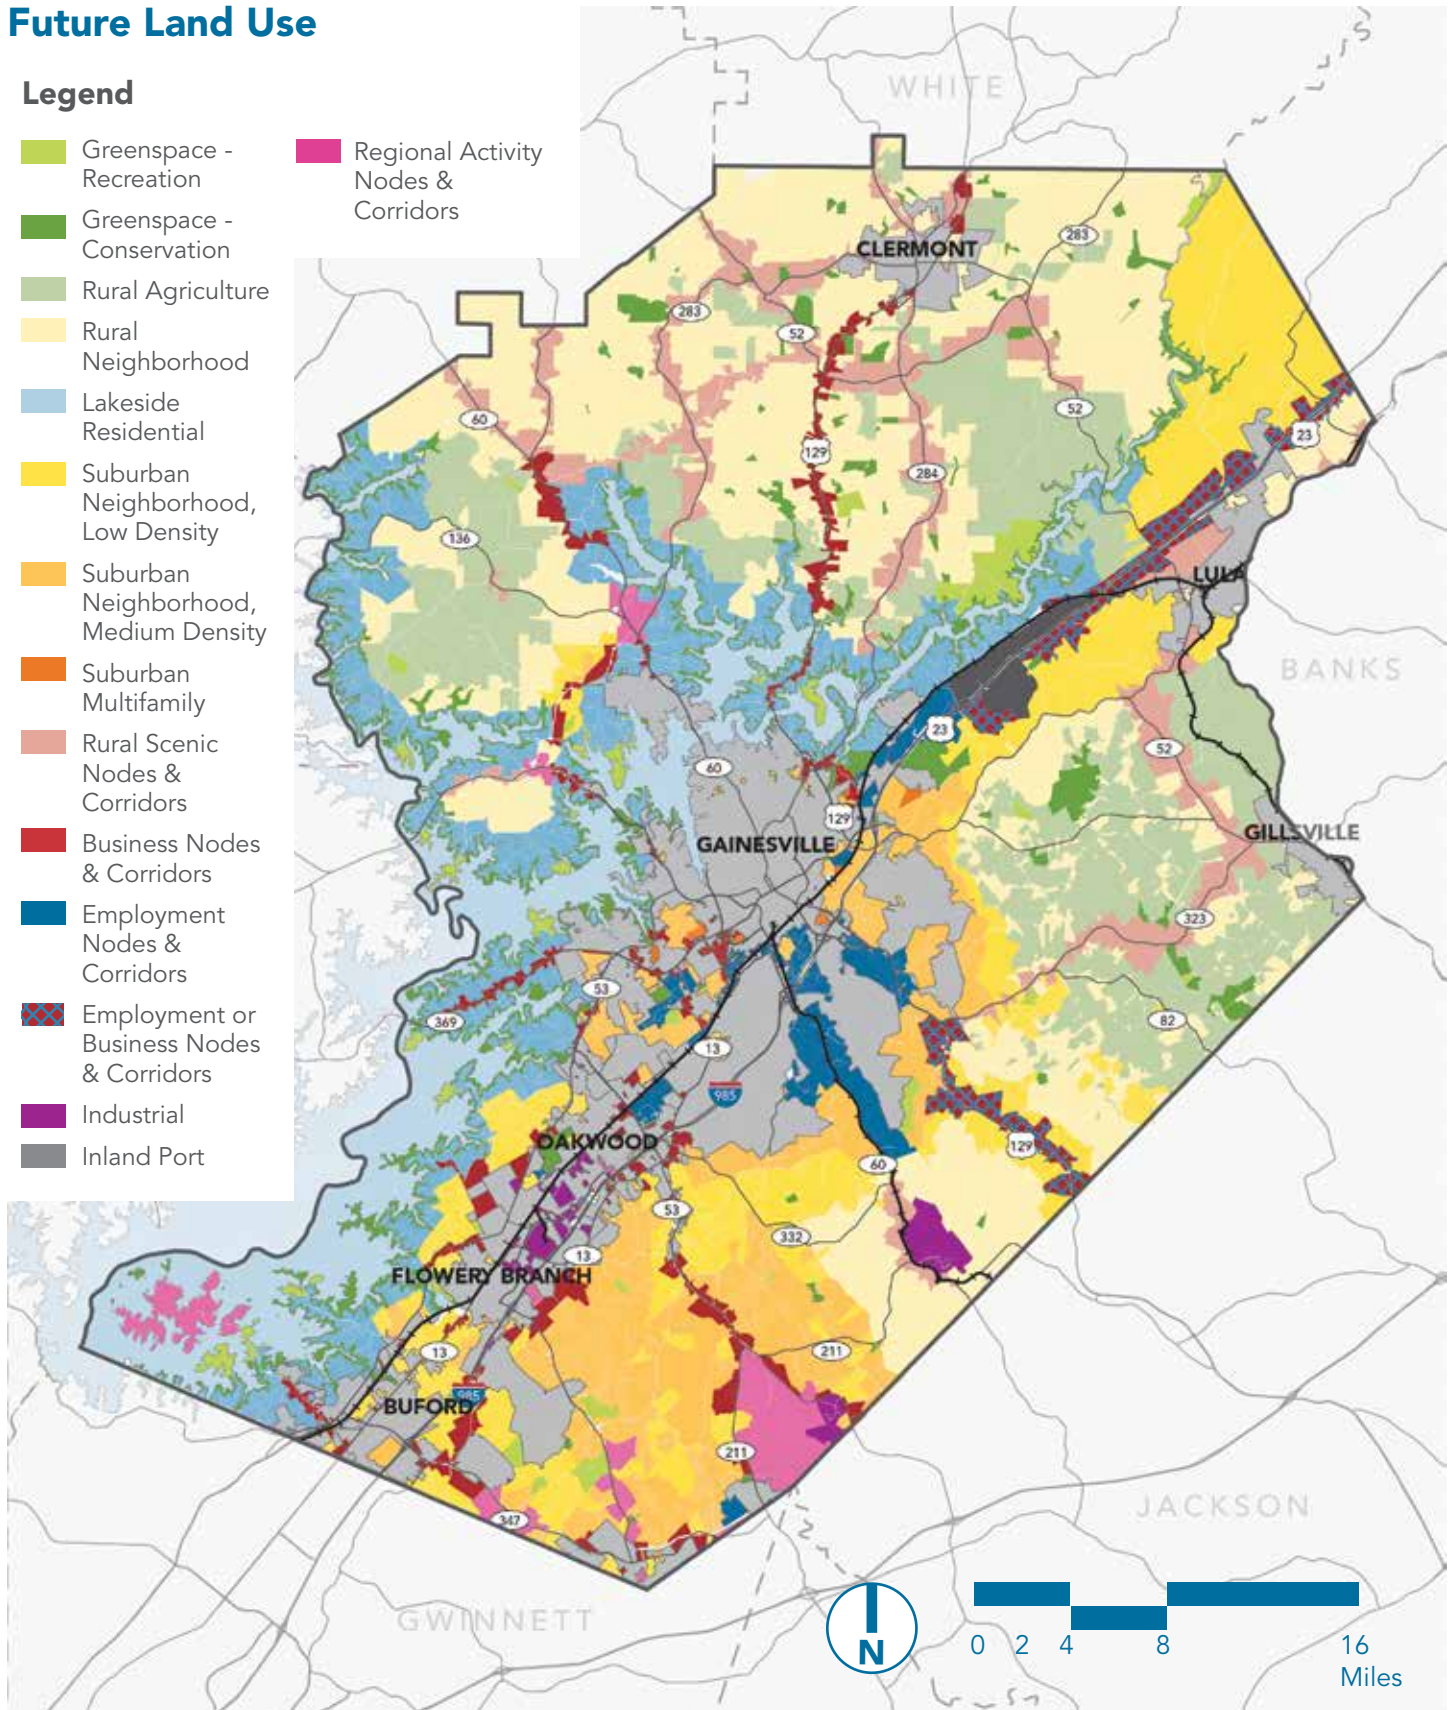 Future Land Use
Legend
Greenspace -
Recreation
Greenspace -
Conservation
Rural Agriculture
Rural
Neighborhood
Lakeside
Residential
Suburban
Neighborhood,
Low Density
Suburban
Neighborhood,
Medium Density
Suburban
Multifamily
Rural Scenic
Nodes &
Corridors
Business Nodes
& Corridors
Employment
Nodes &
Corridors
Employment or
Business Nodes
& Corridors
Industrial
Inland Port
Regional Activity
Nodes &
Corridors
WHITE
CLERMONT
283
283
52
60
52
129
23
284
136
LULA
BANKS
23
52
60
129
GAINESVILLE
GILLSVILLE
323
53
369
82
13
985
OAKWOOD
129
60
53
332
13
FLOWERY BRANCH
211
13
985
BUFORD
211
347
JACKSON
GWINNETT
N
0 2 4 8 16
Miles